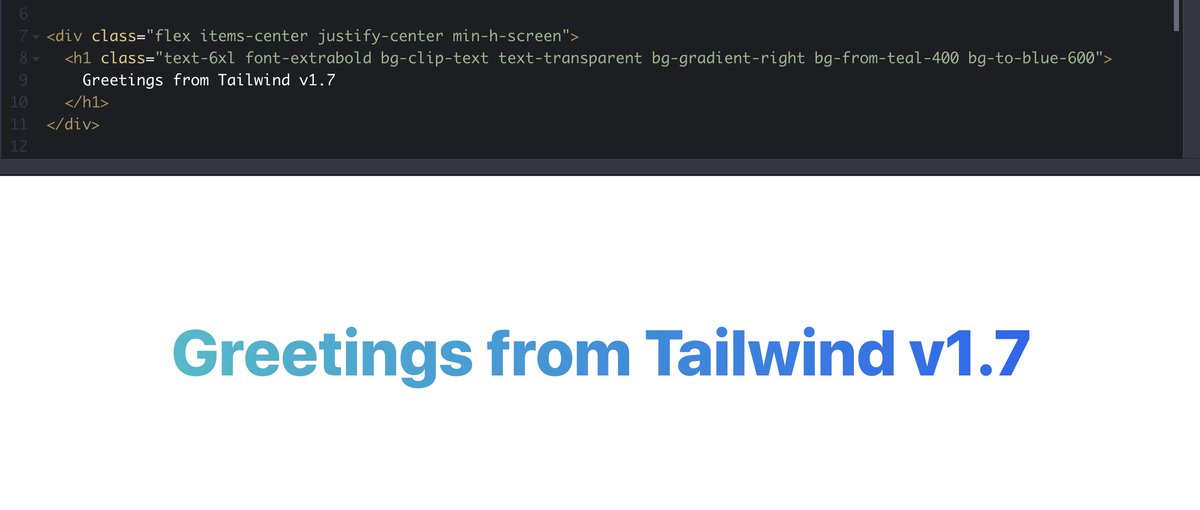 6
7 <div class="flex items-center justify-center min-h-screen">
8 <h1 class="text-6xl font-extrabold bg-clip-text text-transparent bg-gradient-right bg-from-teal-400 bg-to-blue-600">
9 Greetings from Tailwind v1.7
10 </h1>
11 </div>
12
Greetings from Tailwind v1.7